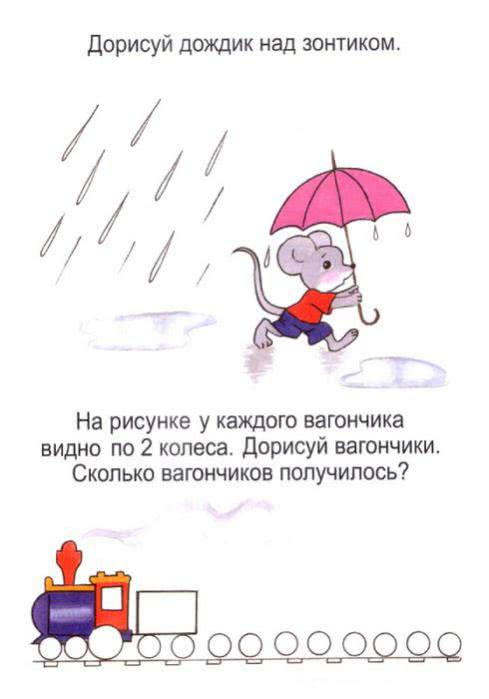 Дорисуй дождик над зонтиком.
На рисунке у каждого вагончика
видно по 2 колеса. Дорисуй вагончики.
Сколько вагончиков получилось?